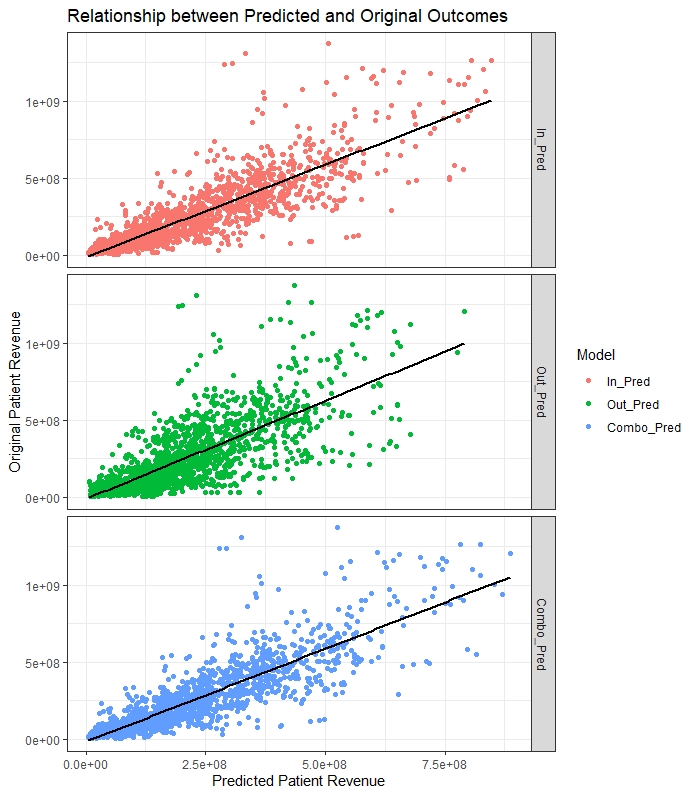 Relationship between Predicted and Original Outcomes
1e+09
5e+08
0e+00
In_Pred
1e+09
5e+08
0e+00
Out_Pred
1e+09
5e+08
0e+00
Combo_Pred
Original Patient Revenue
0.0e+00 2.5e+08 5.0e+08 7.5e+08
Predicted Patient Revenue
Model
In_Pred
Out_Pred
Combo_Pred